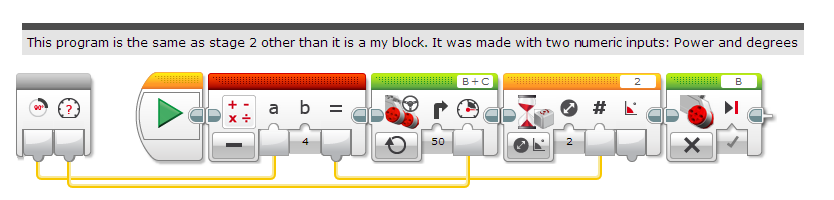 This program is the same as stage 2 other than it is a my block. It was made with two numeric inputs: Power and degrees
B+C 2 B
90° ? + - × ÷ a b = #
4 50 2